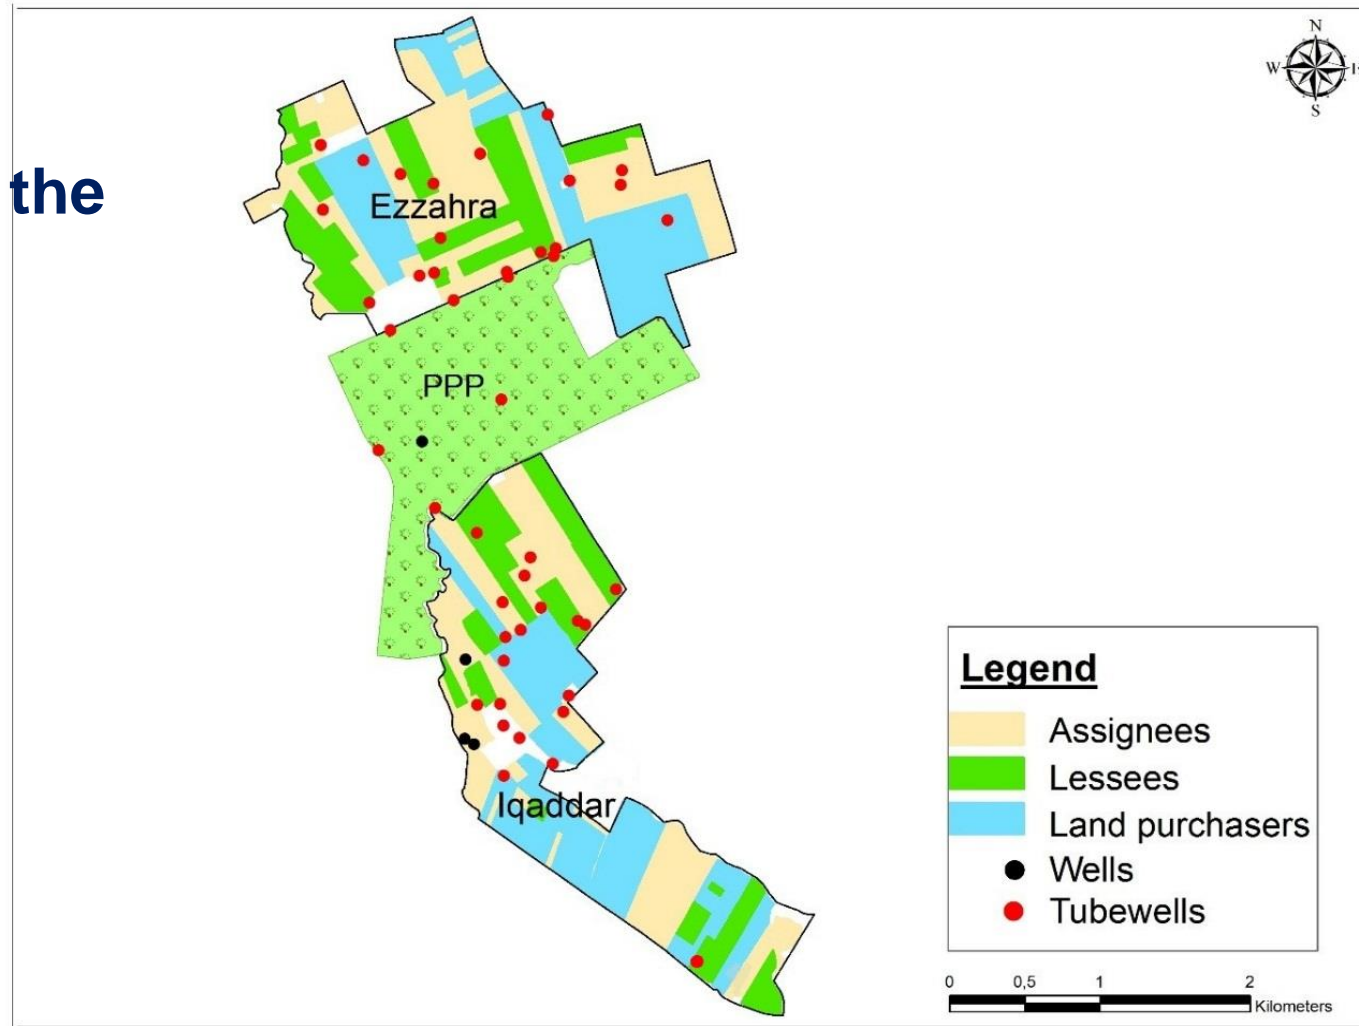 N
W
S
the
Ezzahra
PPP
Iqaddar
Legend
Assignees
Lessees
Land purchasers
Wells
Tubewells
0 0,5 1 2
Kilometers